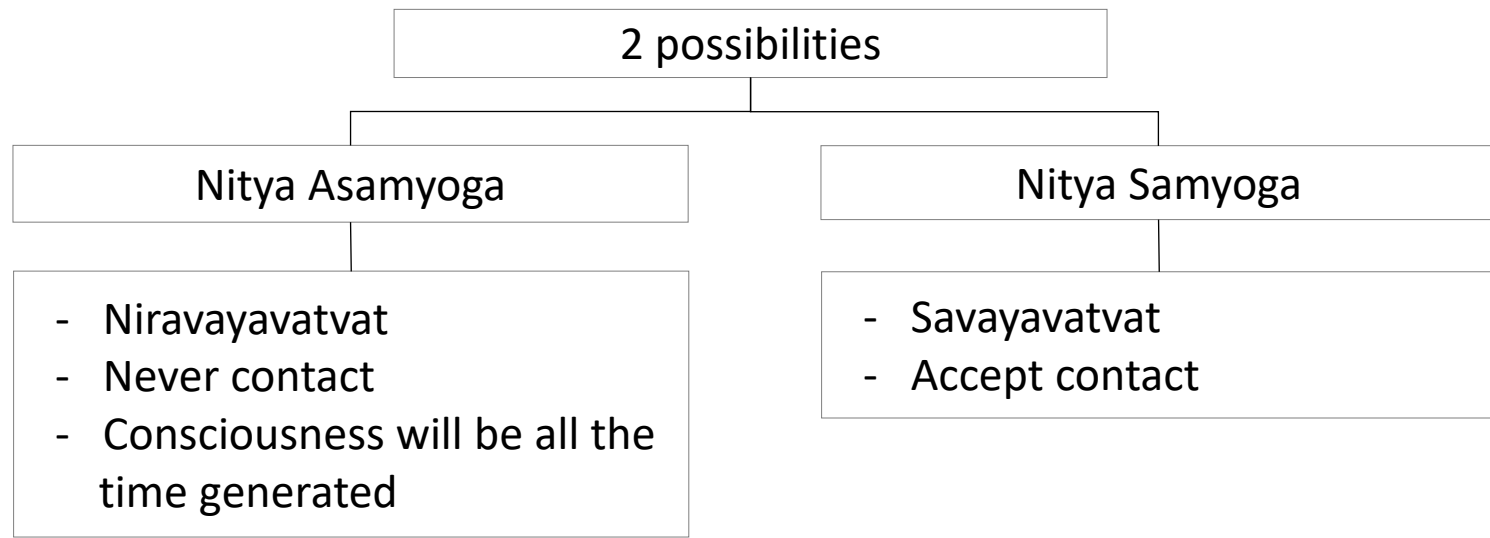 2 possibilities
Nitya Asamyoga
Nitya Samyoga
- Niravayavatvat
- Never contact
- Consciousness will be all the
time generated
- Savayavatvat
- Accept contact